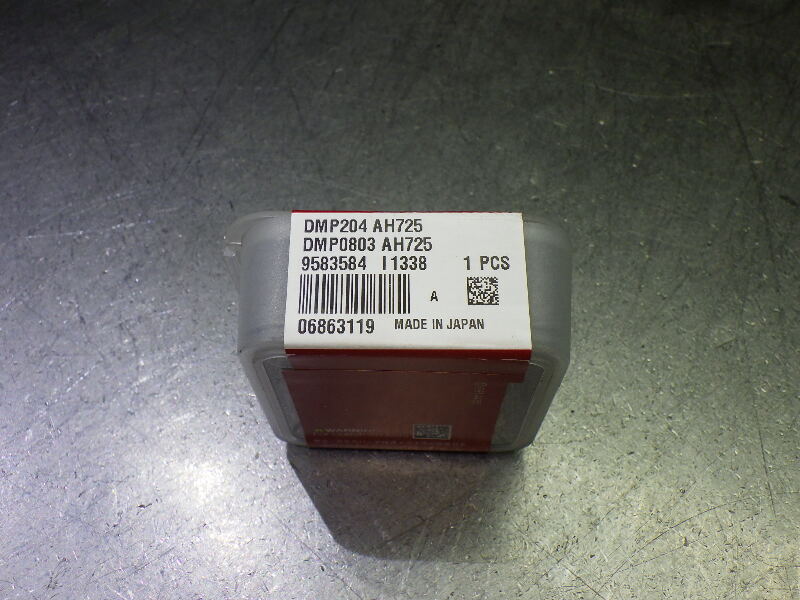 DMP204 AH725
DMP0803 AH725
9583584 I1338 1 PCS
A
06863119 MADE IN JAPAN